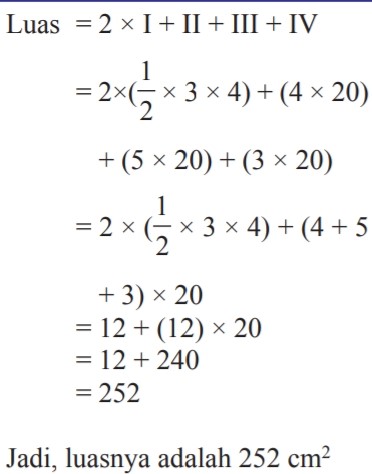 Luas = 2 × I + II + III + IV
= 2×(1/2 × 3 × 4) + (4 × 20)
+ (5 × 20) + (3 × 20)
= 2 × (1/2 × 3 × 4) + (4 + 5
+ 3) × 20
= 12 + (12) × 20
= 12 + 240
= 252
Jadi, luasnya adalah 252 cm²